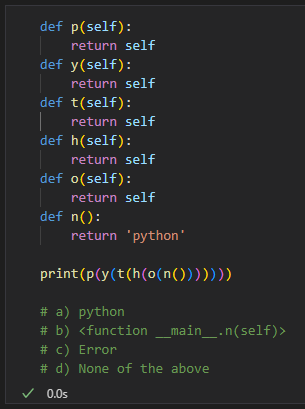 def p(self):
    return self
def y(self):
    return self
def t(self):
    return self
def h(self):
    return self
def o(self):
    return self
def n():
    return 'python'

print(p(y(t(h(o(n()))))))

# a) python
# b) <function __main__.n(self)>
# c) Error
# d) None of the above
0.0s